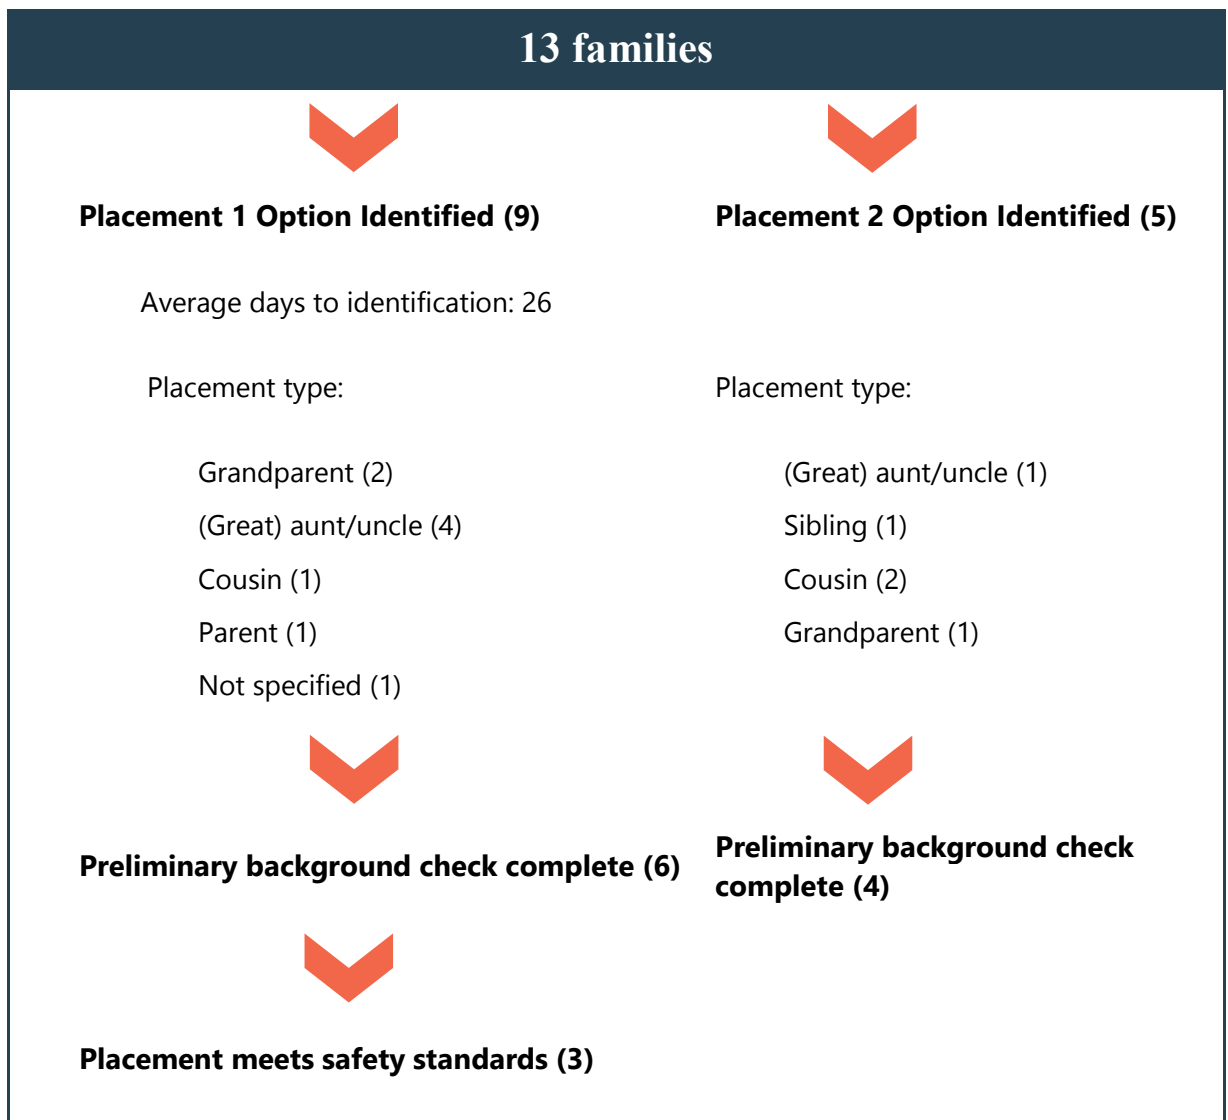 13 families
Placement 1 Option Identified (9)
Average days to identification: 26
Placement type:
Grandparent (2)
(Great) aunt/uncle (4)
Cousin (1)
Parent (1)
Not specified (1)
Preliminary background check complete (6)
Placement meets safety standards (3)
Placement 2 Option Identified (5)
Placement type:
(Great) aunt/uncle (1)
Sibling (1)
Cousin (2)
Grandparent (1)
Preliminary background check
complete (4)